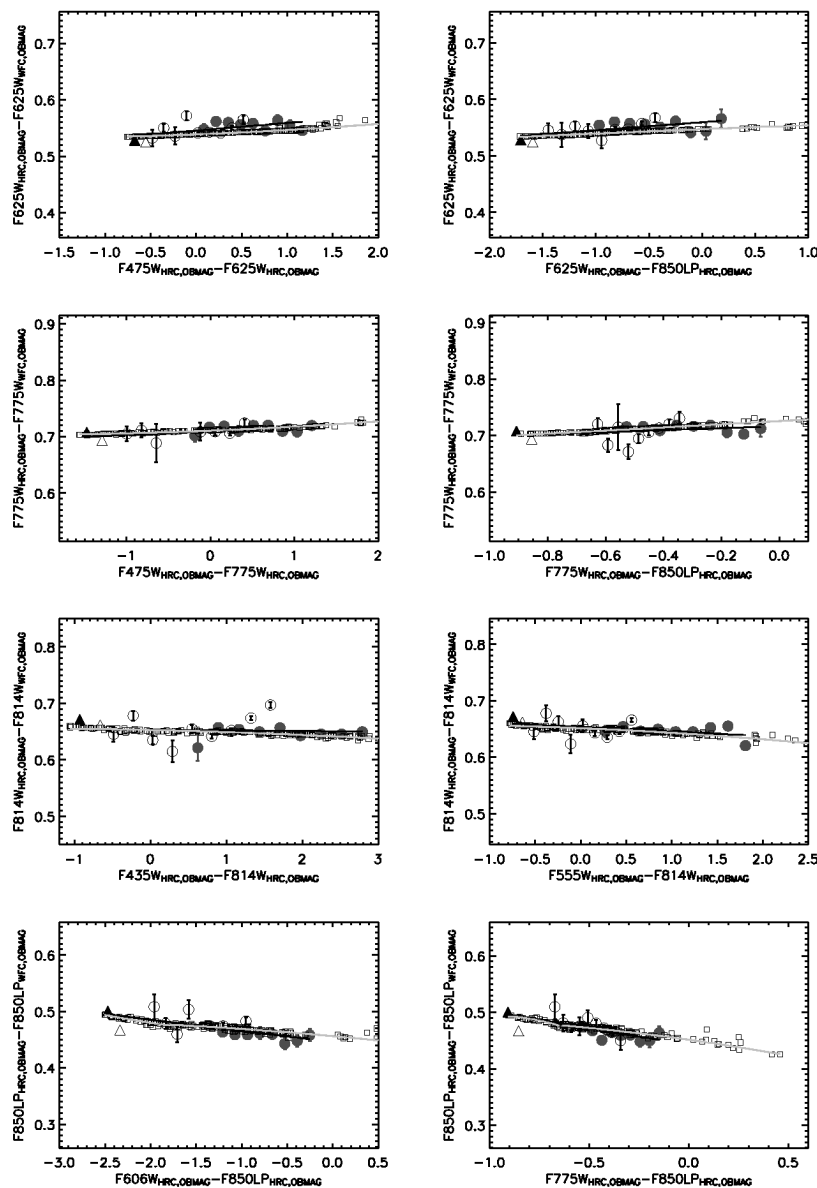 F625W_HRC,OBMAG−F625W_WFC,OBMAG
0.7
0.6
0.5
0.4
-1.5 -1.0 -0.5 0.0 0.5 1.0 1.5 2.0
F475W_HRC,OBMAG−F625W_HRC,OBMAG
F625W_HRC,OBMAG−F625W_WFC,OBMAG
0.7
0.6
0.5
0.4
-2.0 -1.5 -1.0 -0.5 0.0 0.5 1.0
F625W_HRC,OBMAG−F850LP_HRC,OBMAG
F775W_HRC,OBMAG−F775W_WFC,OBMAG
0.9
0.8
0.7
0.6
-1 0 1 2
F475W_HRC,OBMAG−F775W_HRC,OBMAG
F775W_HRC,OBMAG−F775W_WFC,OBMAG
0.9
0.8
0.7
0.6
-1.0 -0.8 -0.6 -0.4 -0.2 0.0
F775W_HRC,OBMAG−F850LP_HRC,OBMAG
F814W_HRC,OBMAG−F814W_WFC,OBMAG
0.8
0.7
0.6
0.5
-1 0 1 2 3
F435W_HRC,OBMAG−F814W_HRC,OBMAG
F814W_HRC,OBMAG−F814W_WFC,OBMAG
0.8
0.7
0.6
0.5
-1.0 -0.5 0.0 0.5 1.0 1.5 2.0 2.5
F555W_HRC,OBMAG−F814W_HRC,OBMAG
F850LP_HRC,OBMAG−F850LP_WFC,OBMAG
0.6
0.5
0.4
0.3
-3.0 -2.5 -2.0 -1.5 -1.0 -0.5 0.0 0.5
F606W_HRC,OBMAG−F850LP_HRC,OBMAG
F850LP_HRC,OBMAG−F850LP_WFC,OBMAG
0.6
0.5
0.4
0.3
-1.0 -0.5 0.0 0.5
F775W_HRC,OBMAG−F850LP_HRC,OBMAG